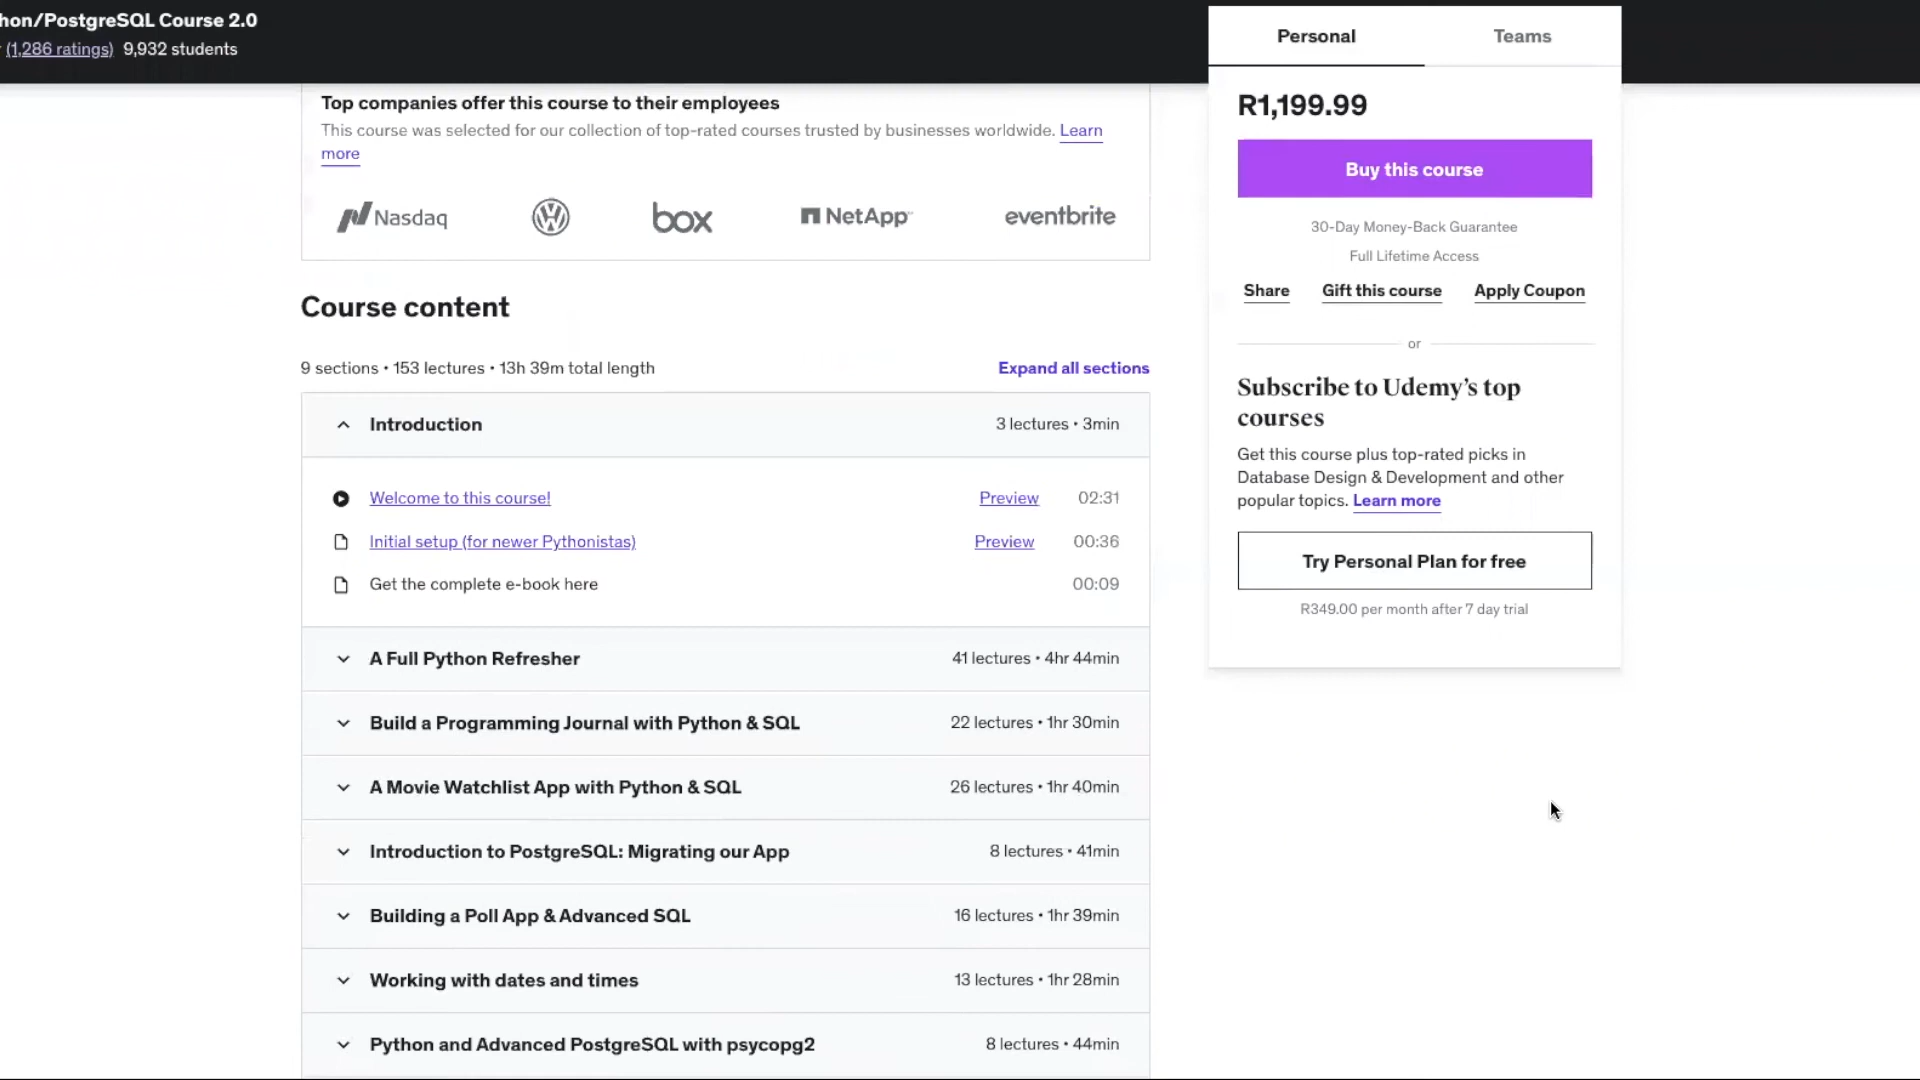 hon/PostgreSQL Course 2.0
(1,286 ratings) 9,932 students
Top companies offer this course to their employees
This course was selected for our collection of top-rated courses trusted by businesses worldwide. Learn
more
Nasdaq box NetApp eventbrite
Course content
9 sections • 153 lectures • 13h 39m total length Expand all sections
Introduction 3 lectures • 3min
Welcome to this course! Preview 02:31
Initial setup (for newer Pythonistas) Preview 00:36
Get the complete e-book here 00:09
A Full Python Refresher 41 lectures • 4hr 44min
Build a Programming Journal with Python & SQL 22 lectures • 1hr 30min
A Movie Watchlist App with Python & SQL 26 lectures • 1hr 40min
Introduction to PostgreSQL: Migrating our App 8 lectures • 41min
Building a Poll App & Advanced SQL 16 lectures • 1hr 39min
Working with dates and times 13 lectures • 1hr 28min
Python and Advanced PostgreSQL with psycopg2 8 lectures • 44min
Personal Teams
R1,199.99
Buy this course
30-Day Money-Back Guarantee
Full Lifetime Access
Share Gift this course Apply Coupon
or
Subscribe to Udemy’s top
courses
Get this course plus top-rated picks in
Database Design & Development and other
popular topics. Learn more
Try Personal Plan for free
R349.00 per month after 7 day trial